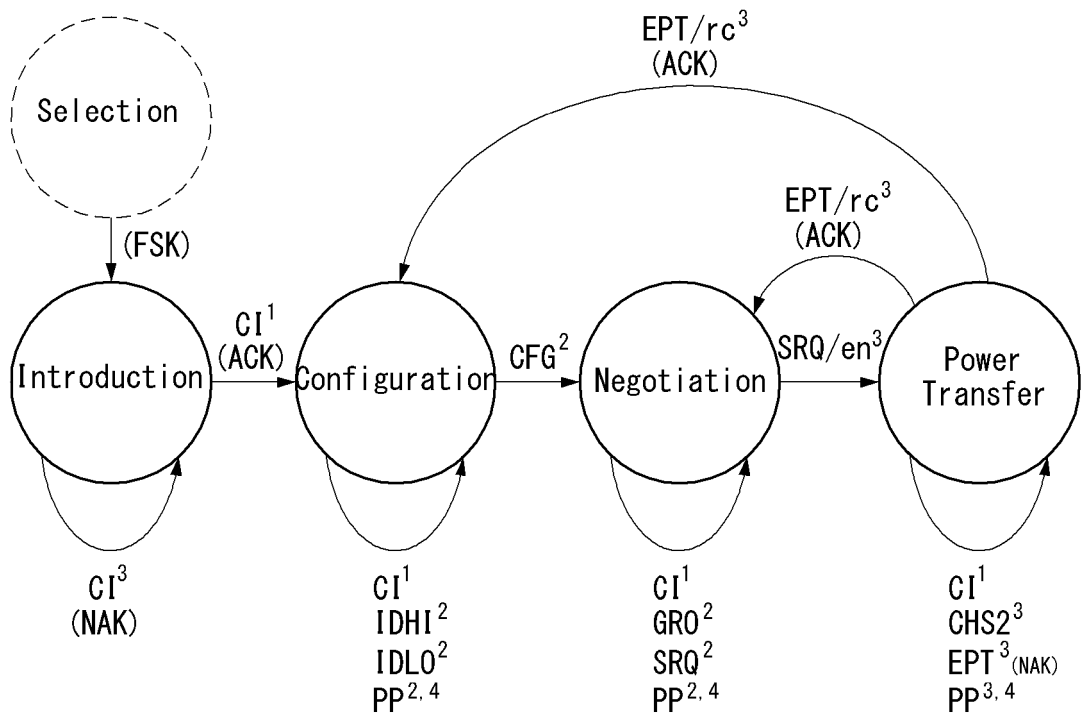 EPT/rc³
(ACK)
Selection
EPT/rc³
(ACK)
(FSK)
CI¹
(ACK)
CFG²
SRQ/en³
Introduction
Configuration
Negotiation
Power
Transfer
CI³
(NAK)
CI¹
IDHI²
IDLO²
PP²,⁴
CI¹
GRO²
SRQ²
PP²,⁴
CI¹
CHS2³
EPT³(NAK)
PP³,⁴